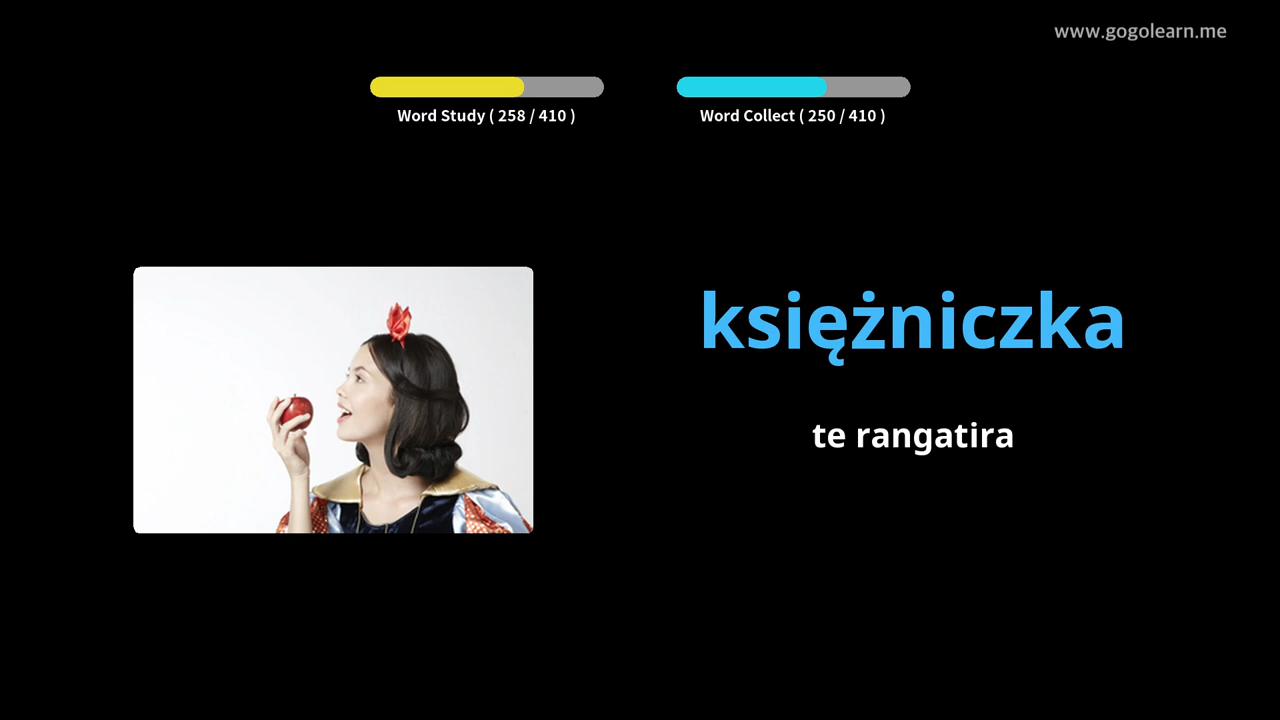 www.gogolearn.me
Word Study ( 258 / 410 )
Word Collect ( 250 / 410 )
księżniczka
te rangatira